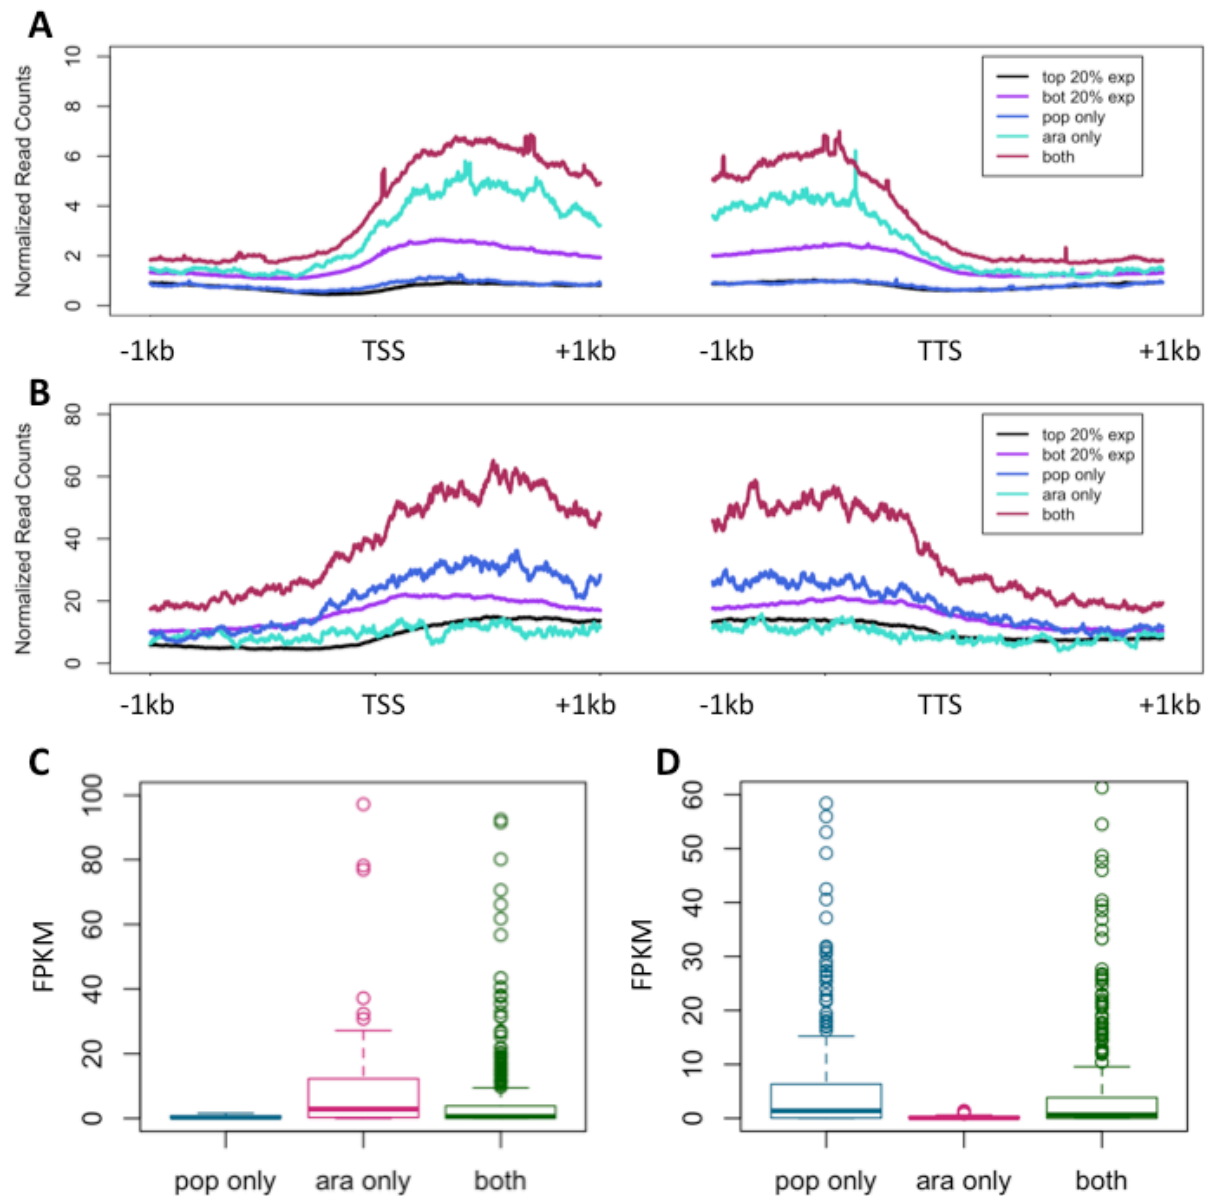 A
Normalized Read Counts
10
8
6
4
2
0
top 20% exp
bot 20% exp
pop only
ara only
both
-1kb TSS +1kb -1kb TTS +1kb
B
Normalized Read Counts
80
60
40
20
0
top 20% exp
bot 20% exp
pop only
ara only
both
-1kb TSS +1kb -1kb TTS +1kb
C
FPKM
100
80
60
40
20
0
pop only ara only both
D
FPKM
60
50
40
30
20
10
0
pop only ara only both